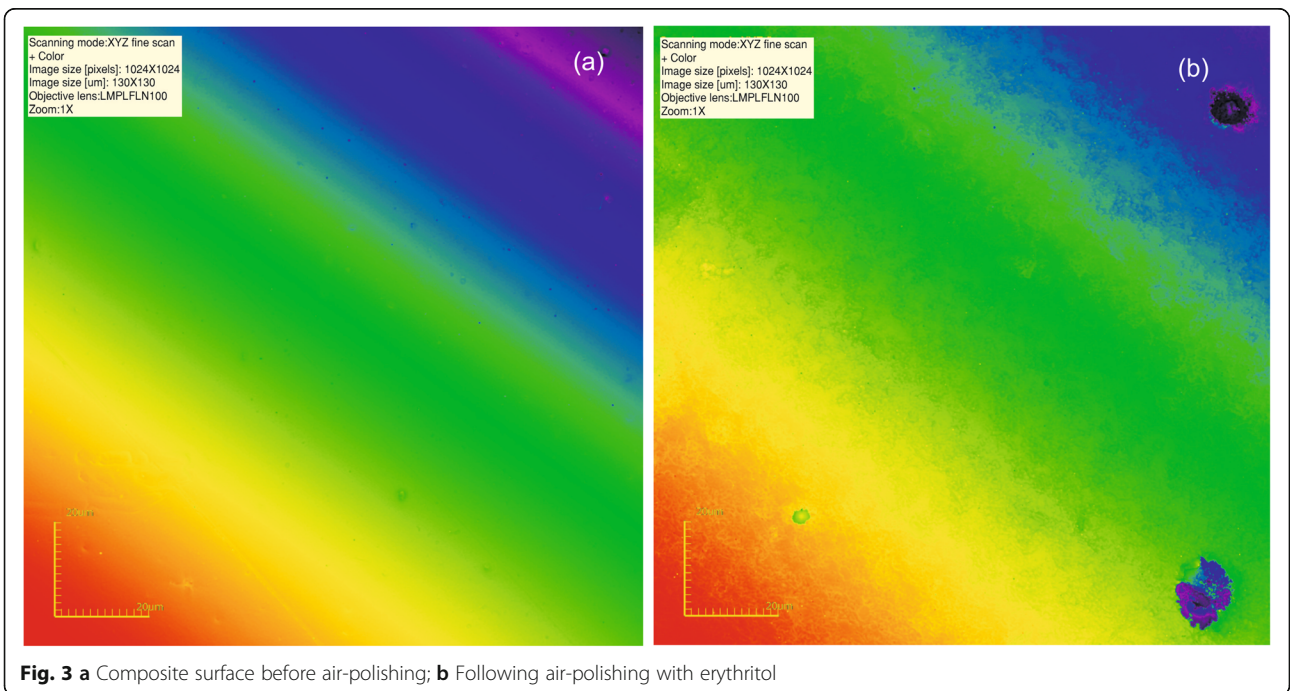 Scanning mode:XYZ fine scan
+ Color
Image size [pixels]: 1024X1024
Image size [um]: 130X130
Objective lens:LMPLFLN100
Zoom:1X
(a)
20µm
20µm
Scanning mode:XYZ fine scan
+ Color
Image size [pixels]: 1024X1024
Image size [um]: 130X130
Objective lens:LMPLFLN100
Zoom:1X
(b)
20µm
20µm
Fig. 3 a Composite surface before air-polishing; b Following air-polishing with erythritol